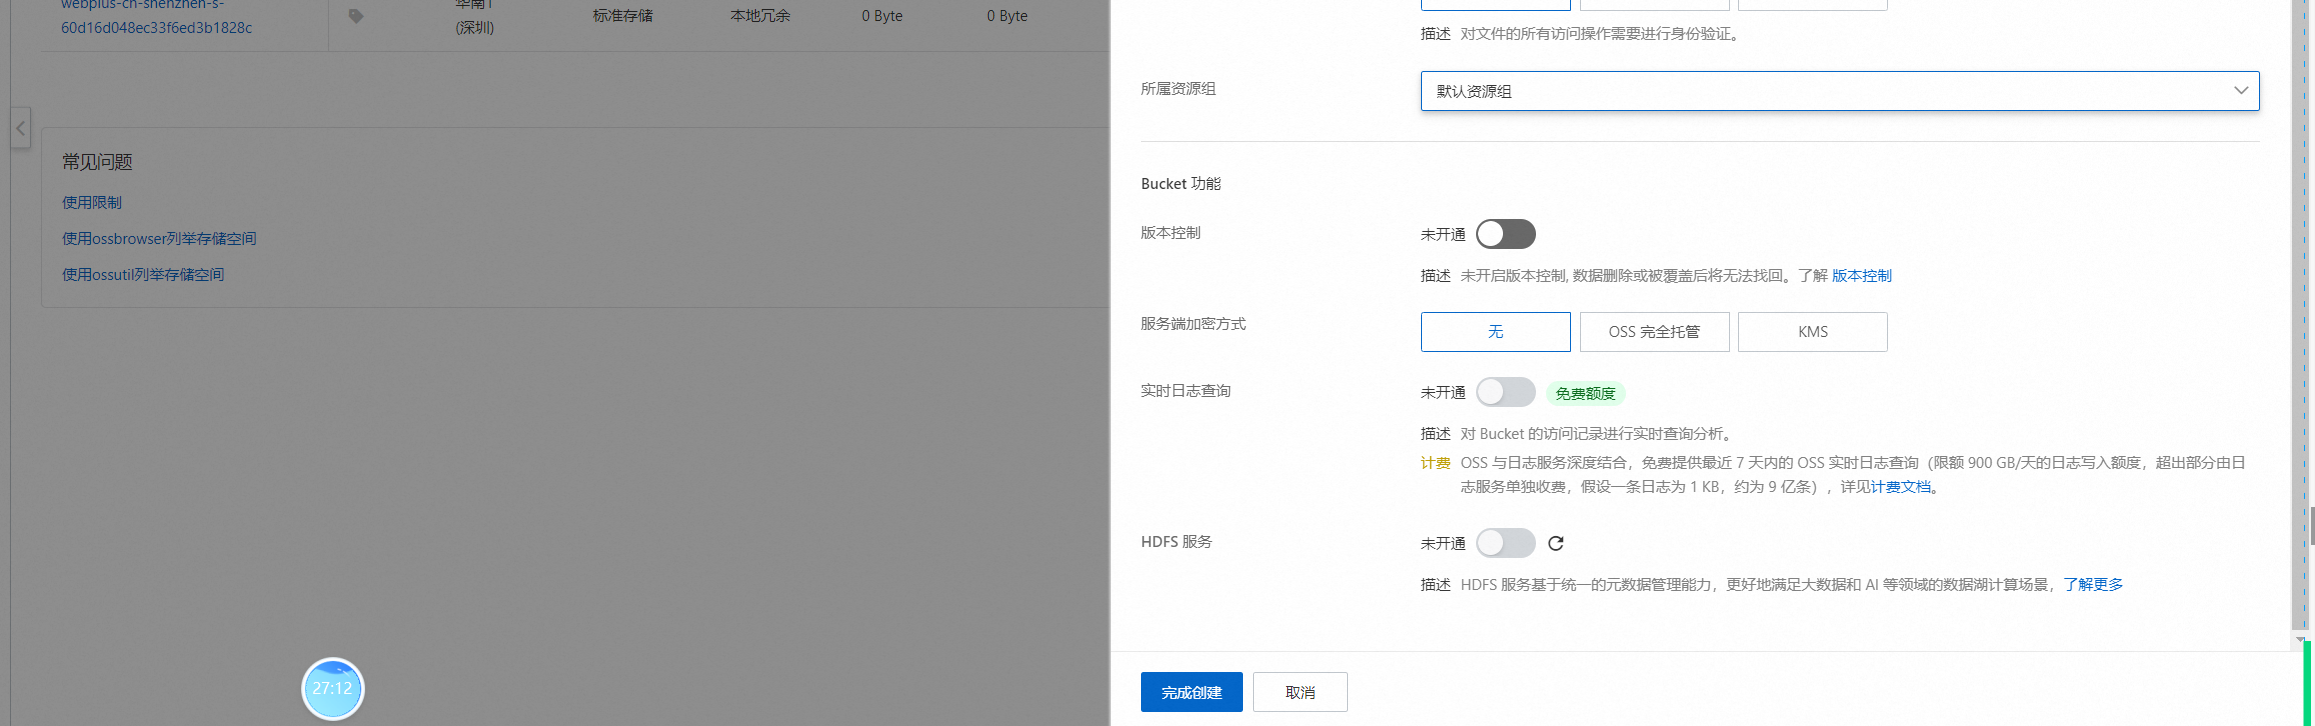 webplus-cn-shenzhen-s-
60d16d048ec33f6ed3b1828c
华南1
(深圳)
标准存储
本地冗余
0 Byte
0 Byte
常见问题
使用限制
使用ossbrowser列举存储空间
使用ossutil列举存储空间
27:12
描述 对文件的所有访问操作需要进行身份验证。
所属资源组
默认资源组
Bucket 功能
版本控制
未开通
描述 未开启版本控制, 数据删除或被覆盖后将无法找回。了解 版本控制
服务端加密方式
无
OSS 完全托管
KMS
实时日志查询
未开通
免费额度
描述 对 Bucket 的访问记录进行实时查询分析。
计费 OSS 与日志服务深度结合，免费提供最近 7 天内的 OSS 实时日志查询（限额 900 GB/天的日志写入额度，超出部分由日
志服务单独收费，假设一条日志为 1 KB，约为 9 亿条），详见计费文档。
HDFS 服务
未开通
描述 HDFS 服务基于统一的元数据管理能力，更好地满足大数据和 AI 等领域的数据湖计算场景，了解更多
完成创建
取消